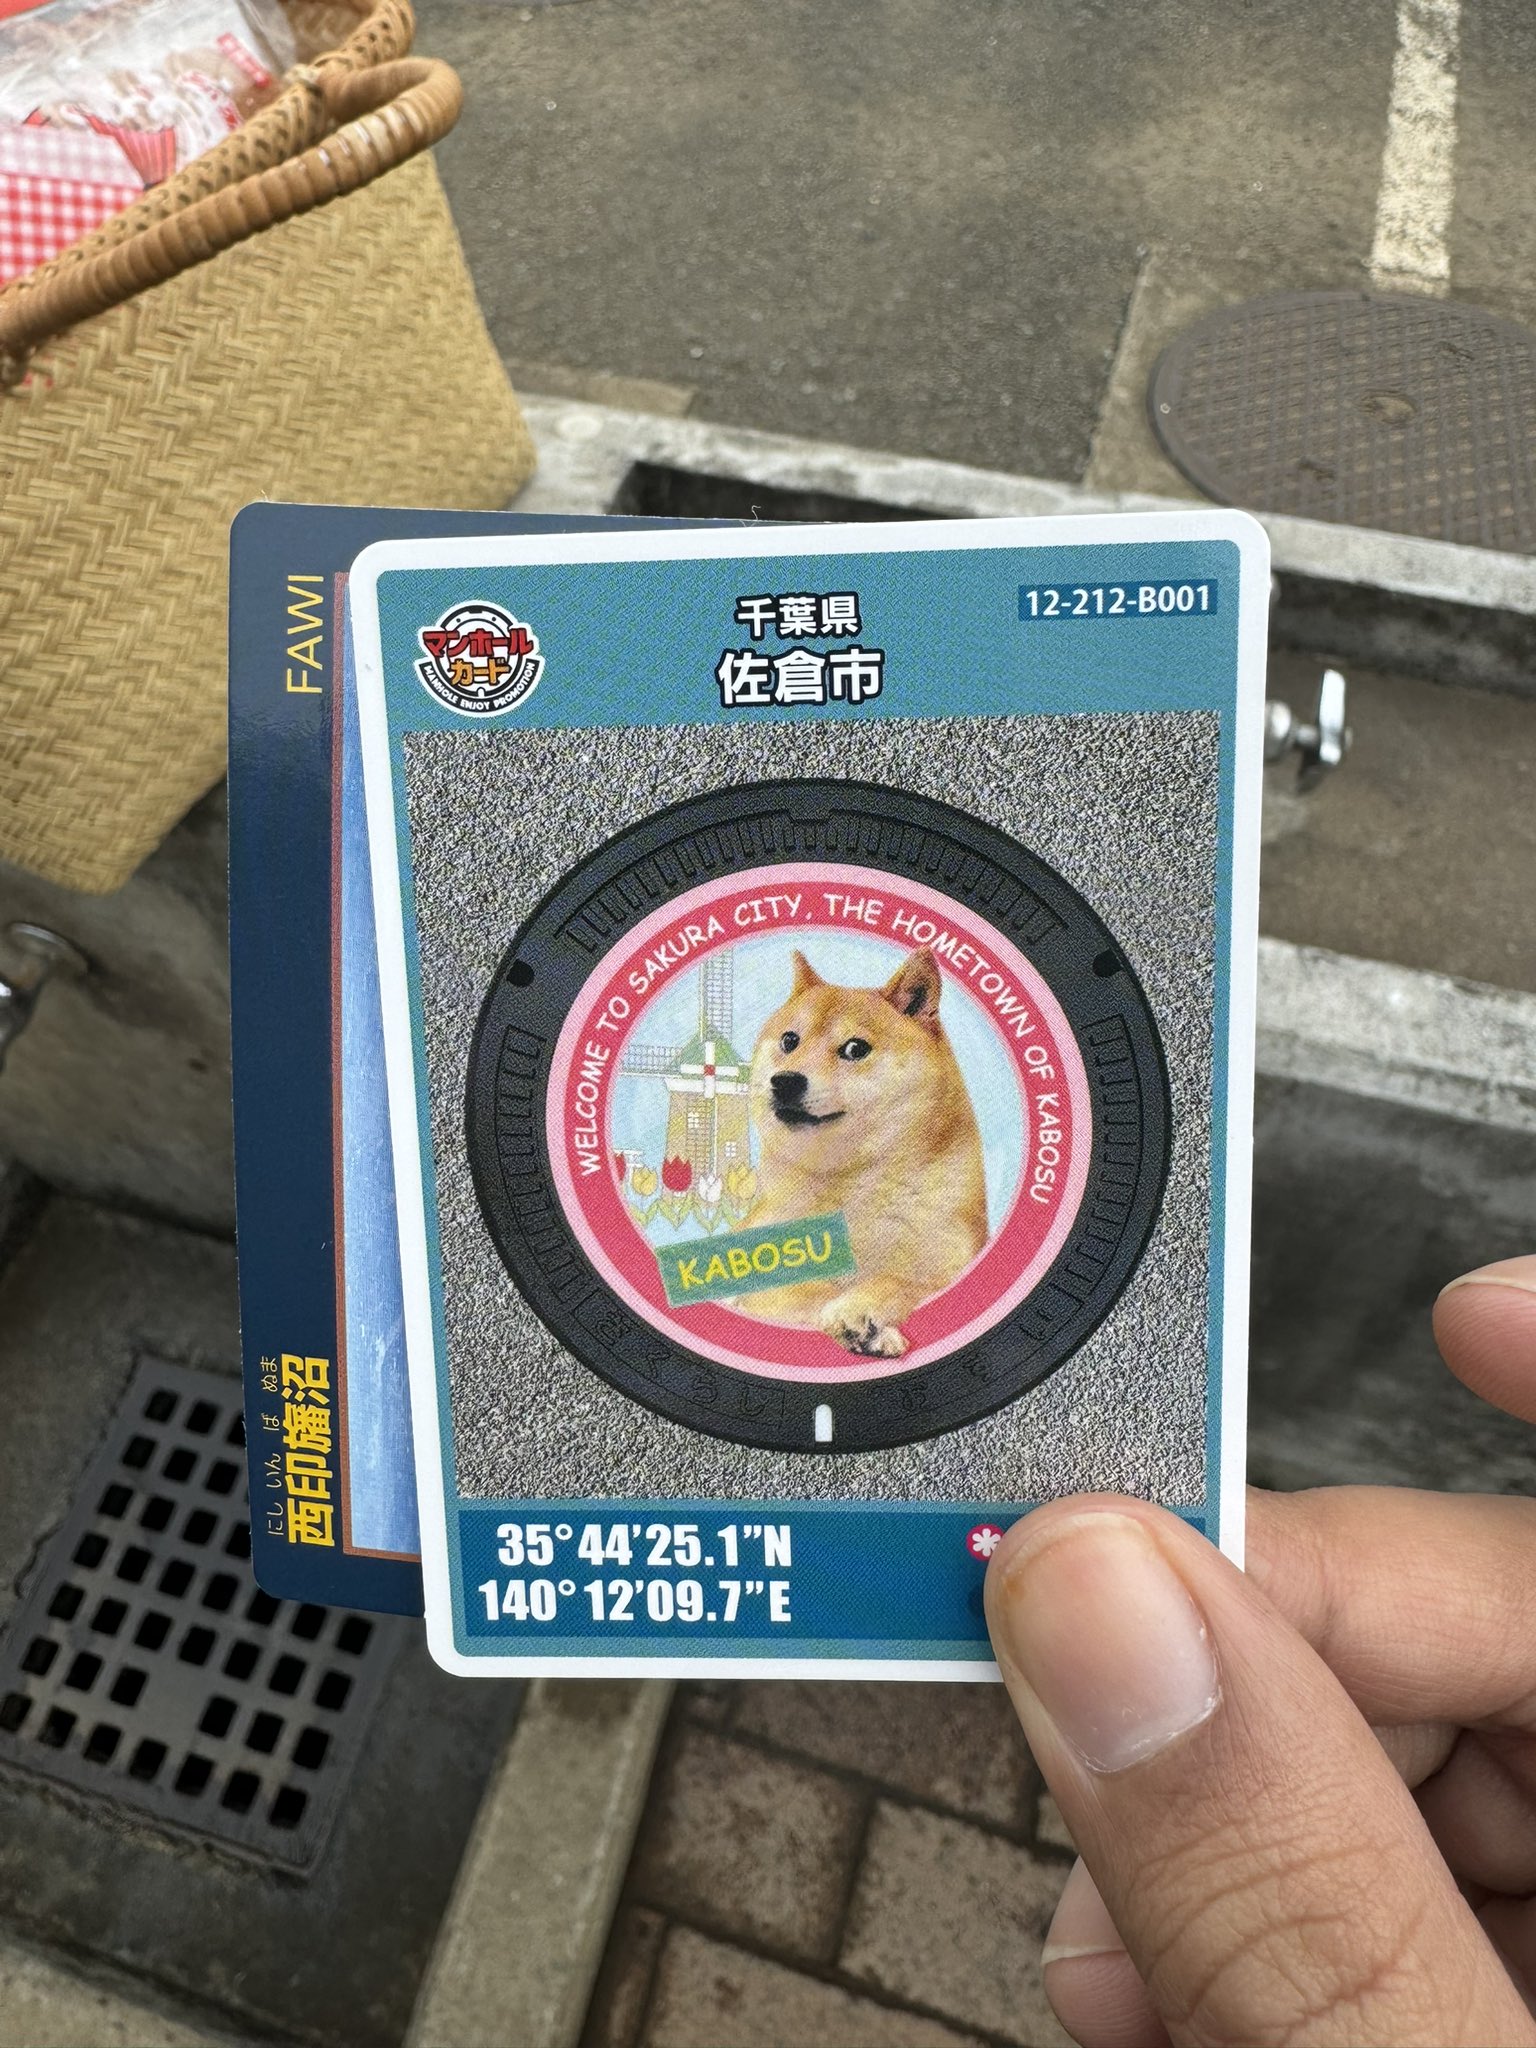 マンホール
カード
MANHOLE ENJOY PROMOTION
千葉県
佐倉市
12-212-B001
WELCOME TO SAKURA CITY, THE HOMETOWN OF KABOSU
KABOSU
35°44'25.1"N
140°12'09.7"E
FAWI
にしいんばぬま
西印旛沼